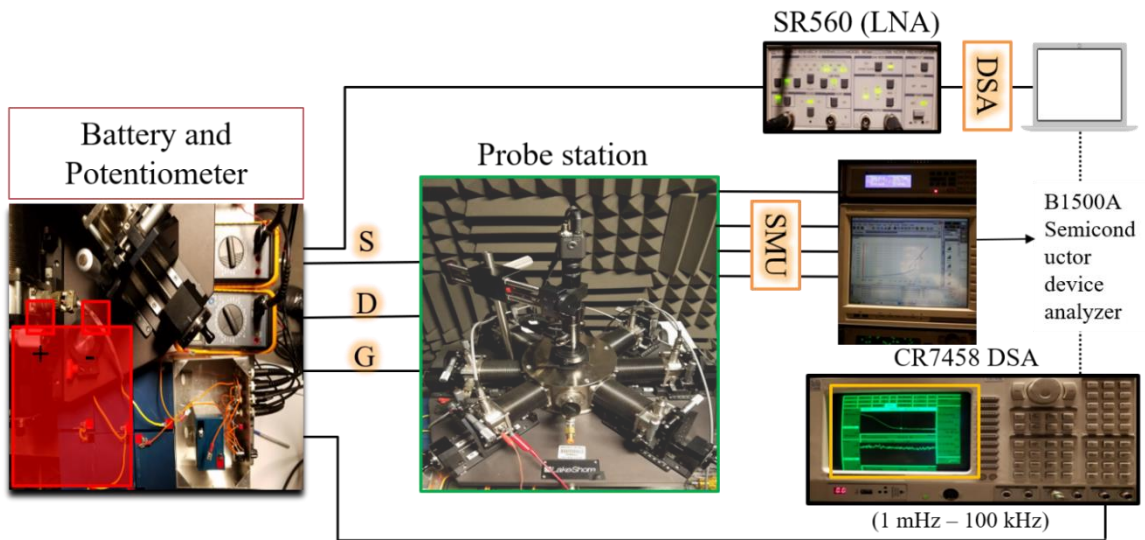 SR560 (LNA)
DSA
Battery and
Potentiometer
Probe station
S
D
G
SMU
B1500A
Semicond
uctor
device
analyzer
+
-
LakeShore
CR7458 DSA
(1 mHz – 100 kHz)